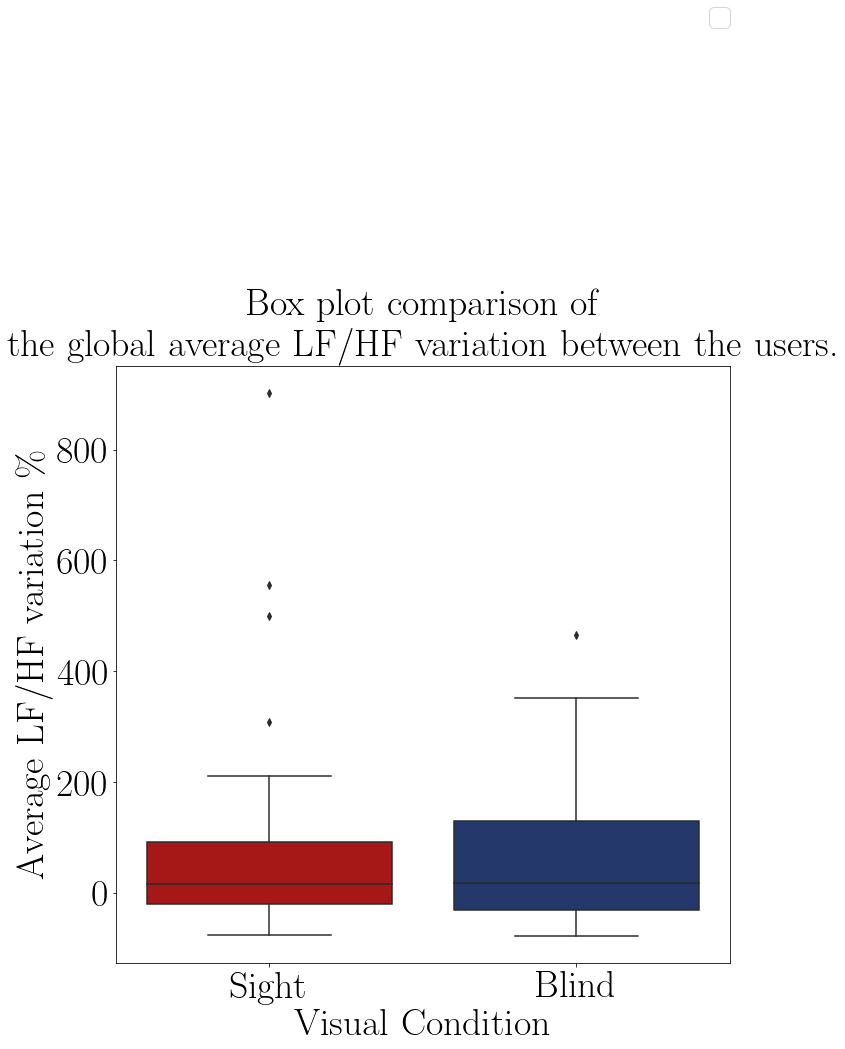 Box plot comparison of
the global average LF/HF variation between the users.
Average LF/HF variation %
800
600
400
200
0
Sight
Blind
Visual Condition